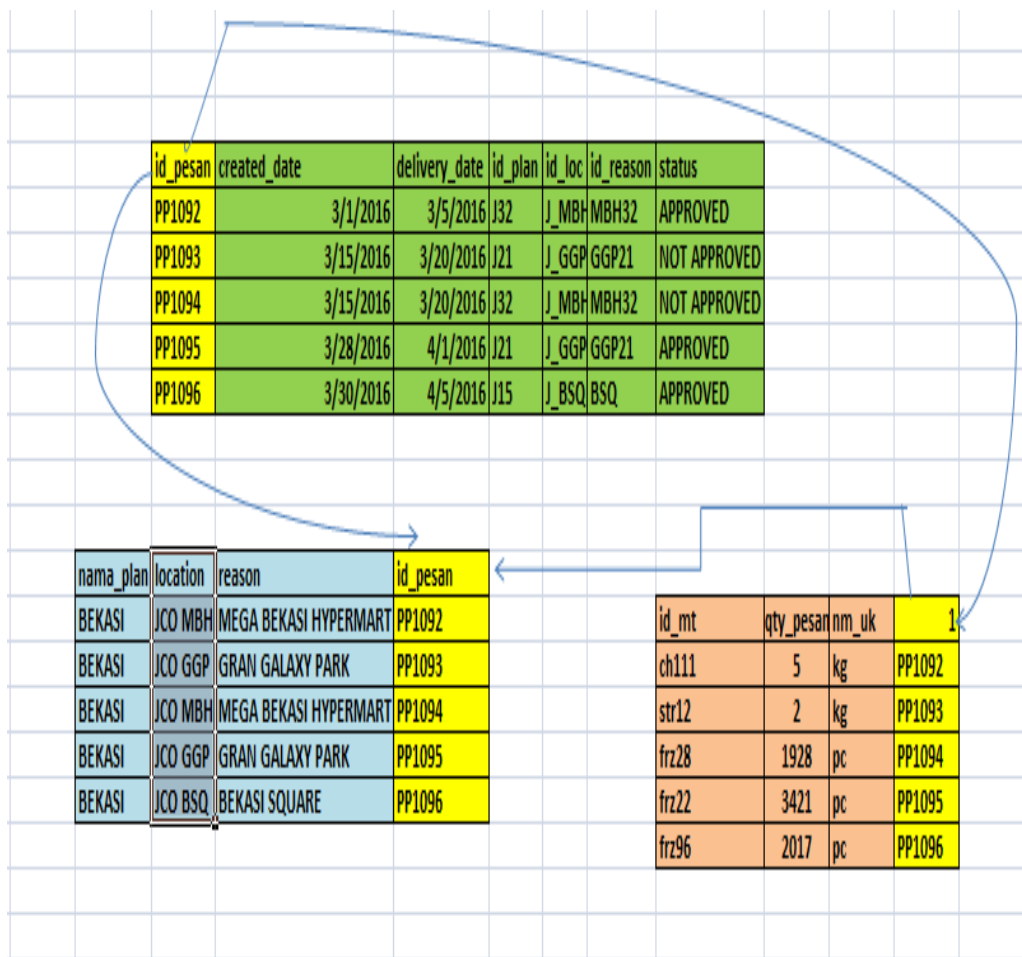 id_pesan created_date delivery_date id_plan id_loc id_reason status
PP1092 3/1/2016 3/5/2016 J32 J_MBH MBH32 APPROVED
PP1093 3/15/2016 3/20/2016 J21 J_GGP GGP21 NOT APPROVED
PP1094 3/15/2016 3/20/2016 J32 J_MBH MBH32 NOT APPROVED
PP1095 3/28/2016 4/1/2016 J21 J_GGP GGP21 APPROVED
PP1096 3/30/2016 4/5/2016 J15 J_BSQ BSQ APPROVED
nama_plan location reason id_pesan
BEKASI JCO MBH MEGA BEKASI HYPERMART PP1092
BEKASI JCO GGP GRAN GALAXY PARK PP1093
BEKASI JCO MBH MEGA BEKASI HYPERMART PP1094
BEKASI JCO GGP GRAN GALAXY PARK PP1095
BEKASI JCO BSQ BEKASI SQUARE PP1096
id_mt qty_pesan nm_uk 1
ch111 5 kg PP1092
str12 2 kg PP1093
frz28 1928 pc PP1094
frz22 3421 pc PP1095
frz96 2017 pc PP1096